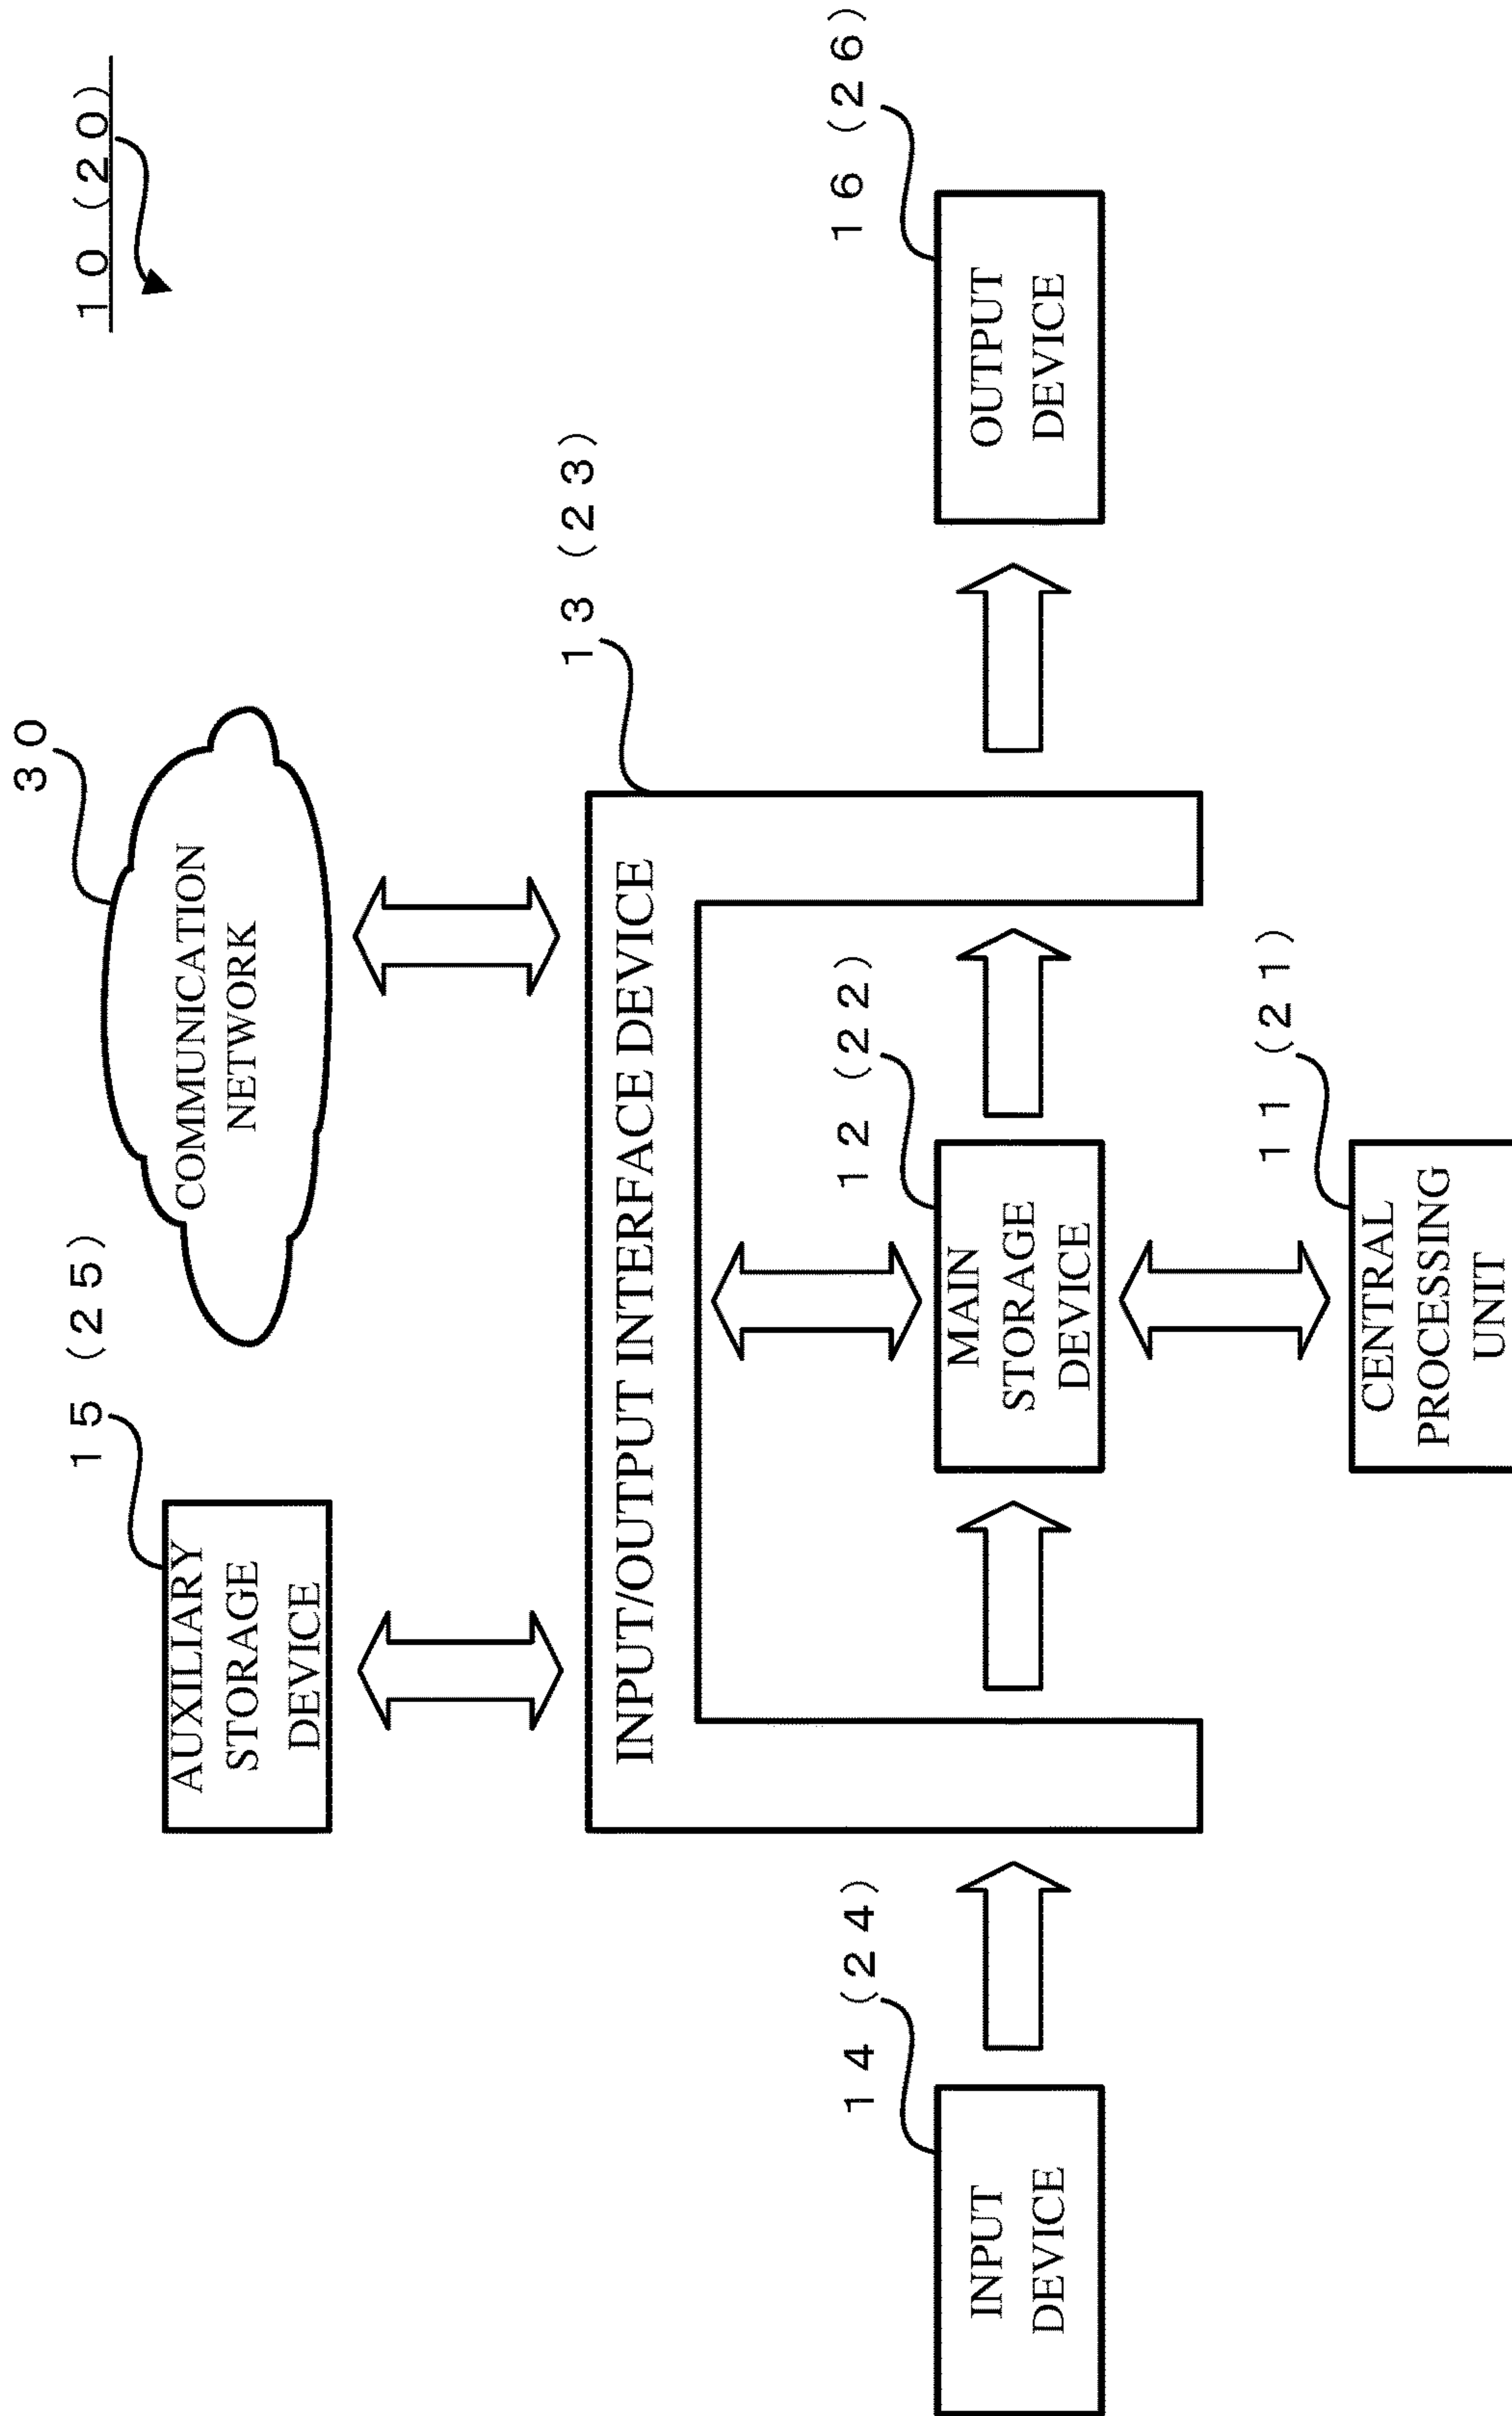 10 (20)
30
15 (25)
COMMUNICATION
NETWORK
AUXILIARY
STORAGE
DEVICE
13 (23)
INPUT/OUTPUT INTERFACE DEVICE
14 (24)
12 (22)
16 (26)
INPUT
DEVICE
MAIN
STORAGE
DEVICE
OUTPUT
DEVICE
11 (21)
CENTRAL
PROCESSING
UNIT